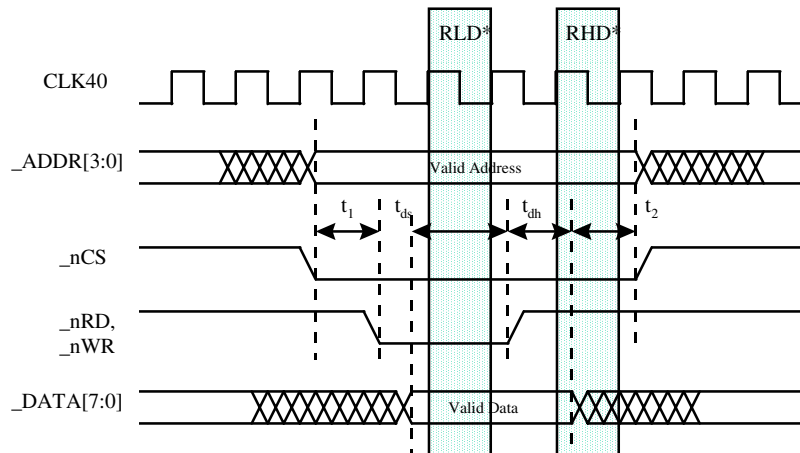 RLD* RHD*
CLK40
_ADDR[3:0] Valid Address
t1 tds tdh t2
_nCS
_nRD,
_nWR
_DATA[7:0] Valid Data